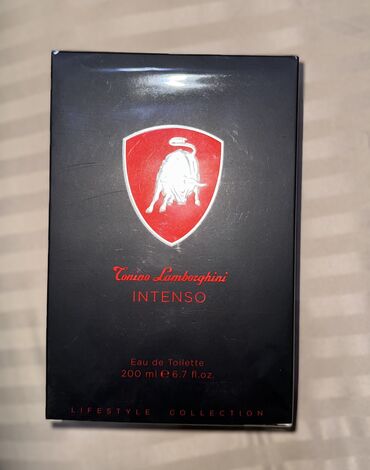 Tonino Lamborghini
INTENSO
Eau de Toilette
200 ml ℮ 6.7 fl.oz.
LIFESTYLE COLLECTION